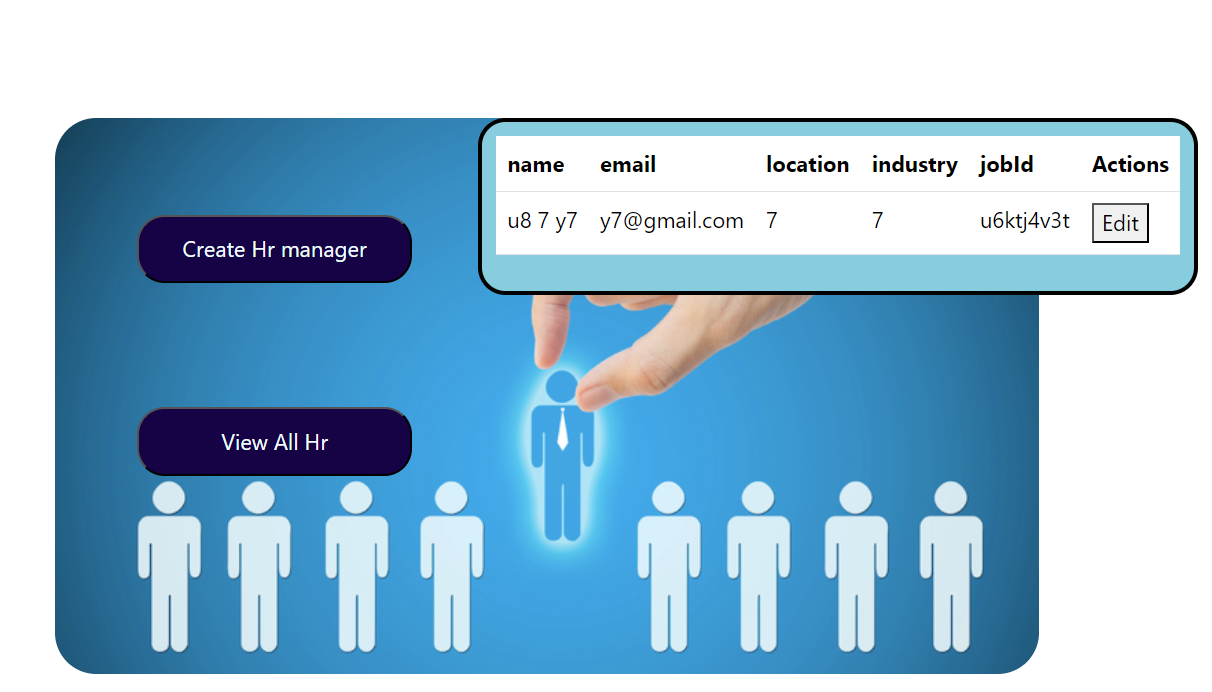 name email location industry jobId Actions
u8 7 y7 y7@gmail.com 7 7 u6ktj4v3t Edit
Create Hr manager
View All Hr